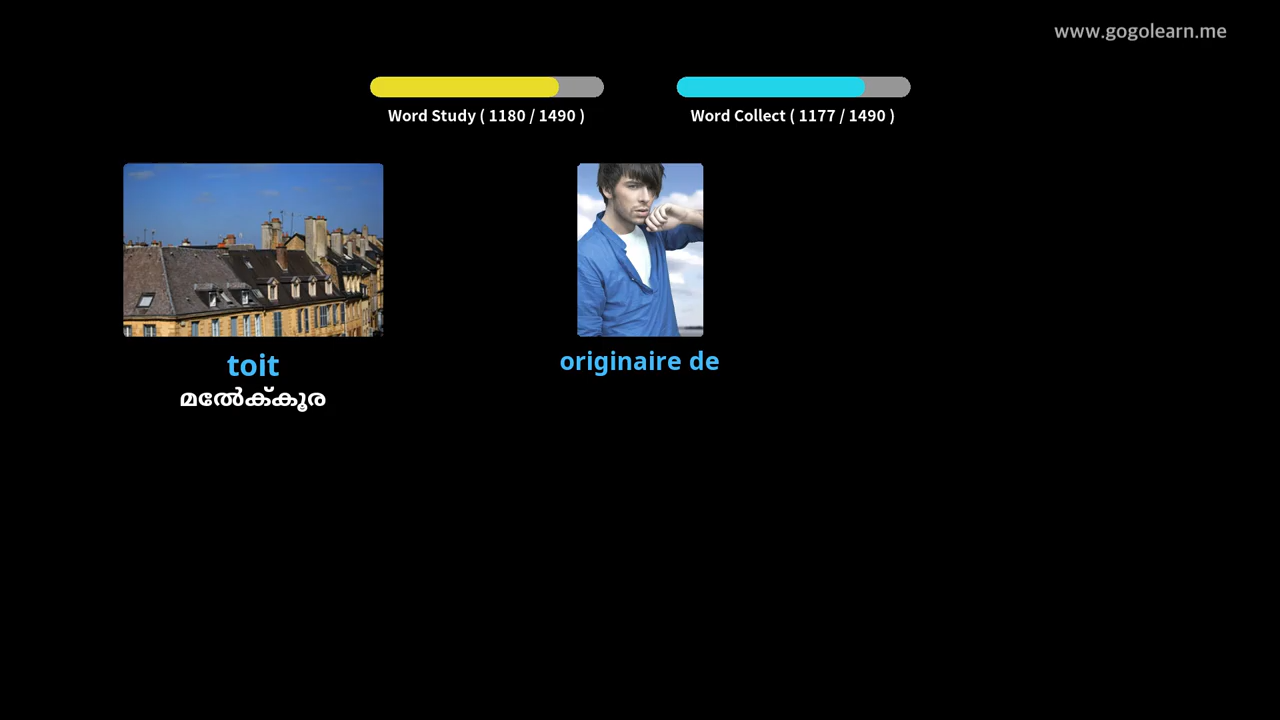 www.gogolearn.me
Word Study ( 1180 / 1490 )
Word Collect ( 1177 / 1490 )
toit
മേൽക്കൂര
originaire de